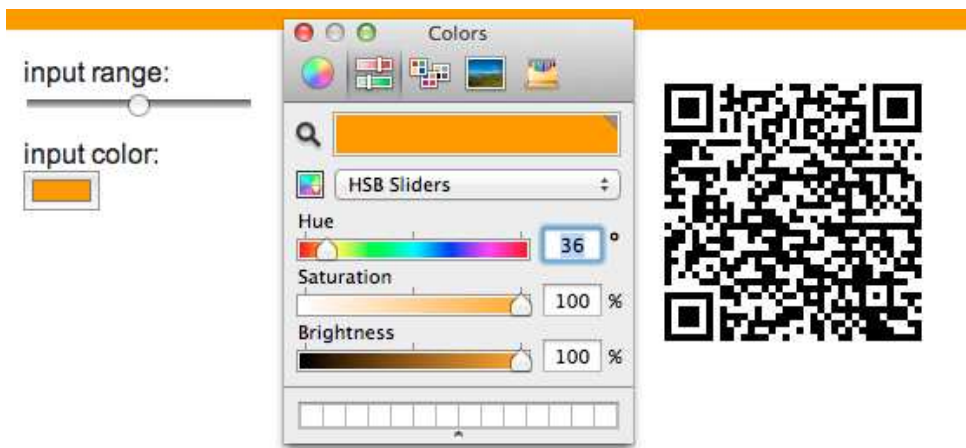 input range:
input color:
Colors
HSB Sliders
Hue
36 °
Saturation
100 %
Brightness
100 %